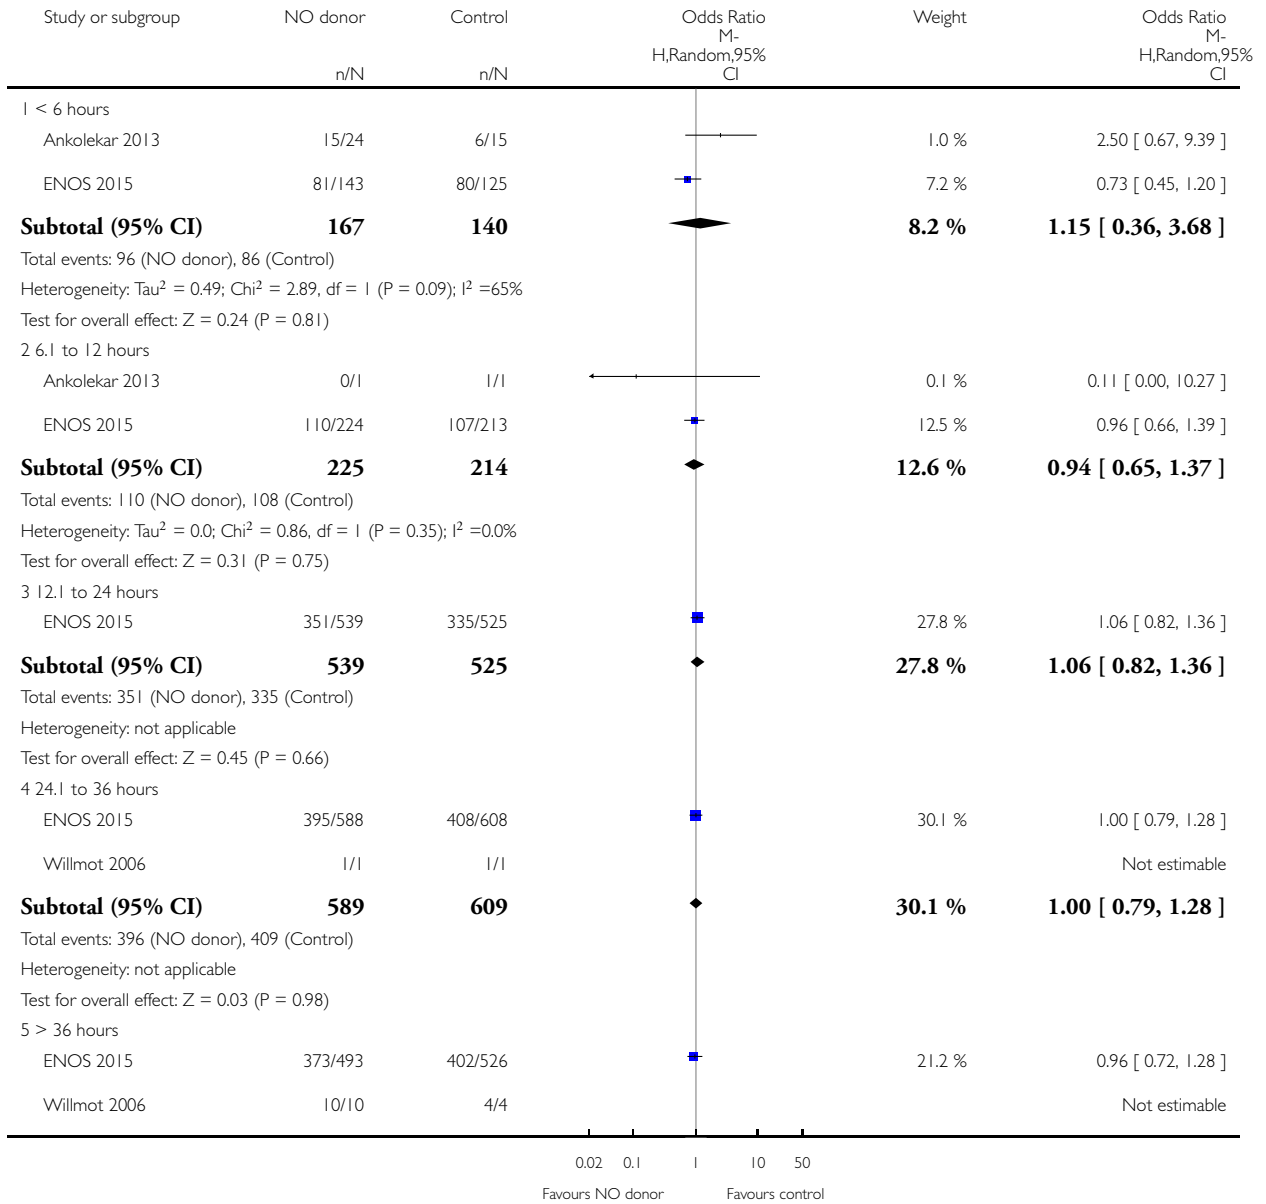 Study or subgroup NO donor Control Odds Ratio Weight Odds Ratio
M- M-
H,Random,95% H,Random,95%
n/N n/N CI CI
1 < 6 hours
Ankolekar 2013 15/24 6/15 1.0 % 2.50 [ 0.67, 9.39 ]
ENOS 2015 81/143 80/125 7.2 % 0.73 [ 0.45, 1.20 ]
Subtotal (95% CI) 167 140 8.2 % 1.15 [ 0.36, 3.68 ]
Total events: 96 (NO donor), 86 (Control)
Heterogeneity: Tau² = 0.49; Chi² = 2.89, df = 1 (P = 0.09); I² =65%
Test for overall effect: Z = 0.24 (P = 0.81)
2 6.1 to 12 hours
Ankolekar 2013 0/1 1/1 0.1 % 0.11 [ 0.00, 10.27 ]
ENOS 2015 110/224 107/213 12.5 % 0.96 [ 0.66, 1.39 ]
Subtotal (95% CI) 225 214 12.6 % 0.94 [ 0.65, 1.37 ]
Total events: 110 (NO donor), 108 (Control)
Heterogeneity: Tau² = 0.0; Chi² = 0.86, df = 1 (P = 0.35); I² =0.0%
Test for overall effect: Z = 0.31 (P = 0.75)
3 12.1 to 24 hours
ENOS 2015 351/539 335/525 27.8 % 1.06 [ 0.82, 1.36 ]
Subtotal (95% CI) 539 525 27.8 % 1.06 [ 0.82, 1.36 ]
Total events: 351 (NO donor), 335 (Control)
Heterogeneity: not applicable
Test for overall effect: Z = 0.45 (P = 0.66)
4 24.1 to 36 hours
ENOS 2015 395/588 408/608 30.1 % 1.00 [ 0.79, 1.28 ]
Willmot 2006 1/1 1/1 Not estimable
Subtotal (95% CI) 589 609 30.1 % 1.00 [ 0.79, 1.28 ]
Total events: 396 (NO donor), 409 (Control)
Heterogeneity: not applicable
Test for overall effect: Z = 0.03 (P = 0.98)
5 > 36 hours
ENOS 2015 373/493 402/526 21.2 % 0.96 [ 0.72, 1.28 ]
Willmot 2006 10/10 4/4 Not estimable
0.02 0.1 1 10 50
Favours NO donor Favours control